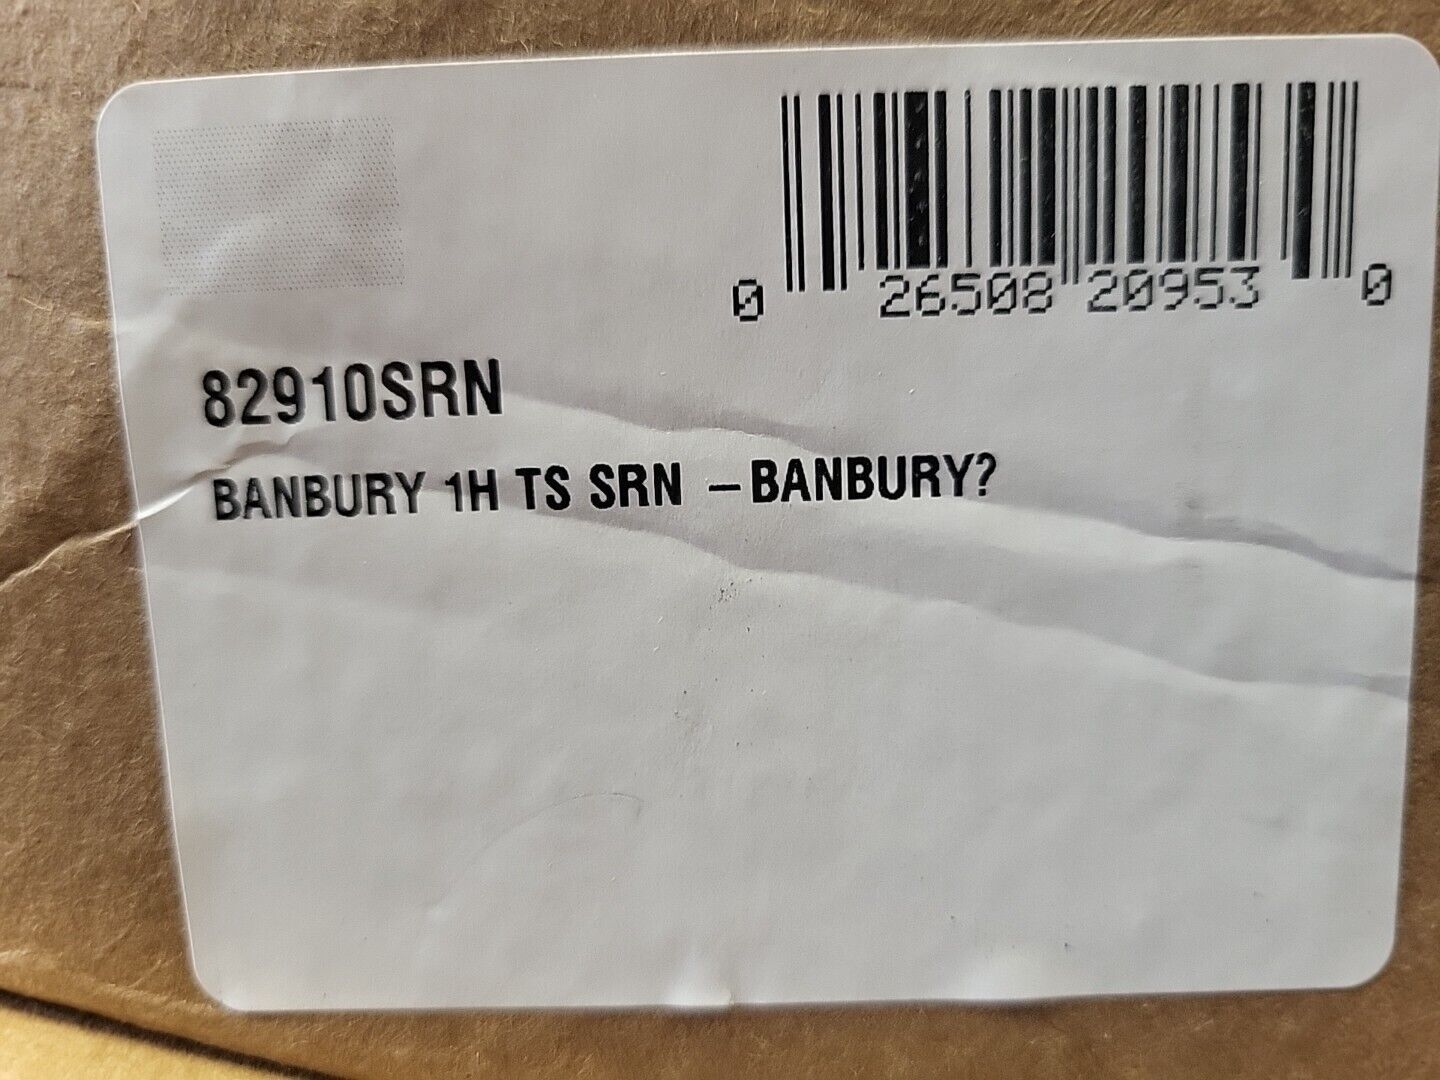 0 26508 20953 0
82910SRN
BANBURY 1H TS SRN –BANBURY?